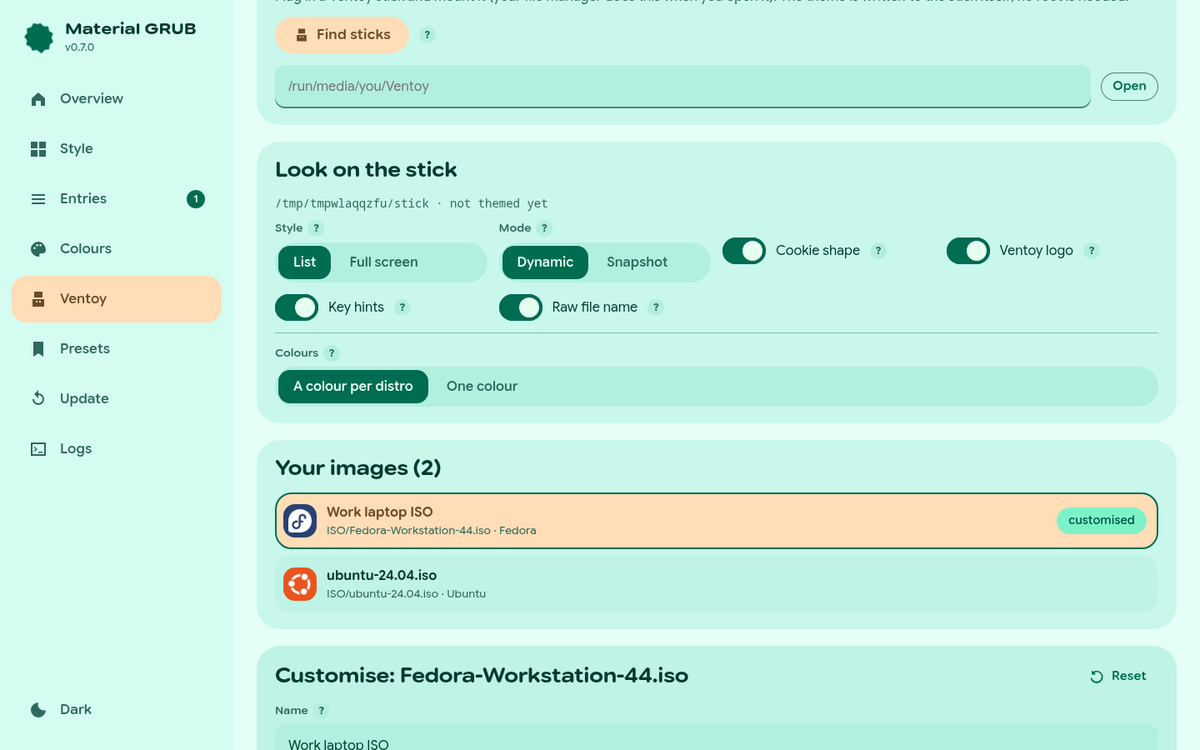 Material GRUB
v0.7.0
Overview
Style
Entries
1
Colours
Ventoy
Presets
Update
Logs
Dark
Find sticks
?
/run/media/you/Ventoy
Open
Look on the stick
/tmp/tmpwlaqqzfu/stick · not themed yet
Style ?
Mode ?
List
Full screen
Dynamic
Snapshot
Cookie shape ?
Ventoy logo ?
Key hints ?
Raw file name ?
Colours ?
A colour per distro
One colour
Your images (2)
Work laptop ISO
ISO/Fedora-Workstation-44.iso · Fedora
customised
ubuntu-24.04.iso
ISO/ubuntu-24.04.iso · Ubuntu
Customise: Fedora-Workstation-44.iso
Reset
Name ?
Work laptop ISO